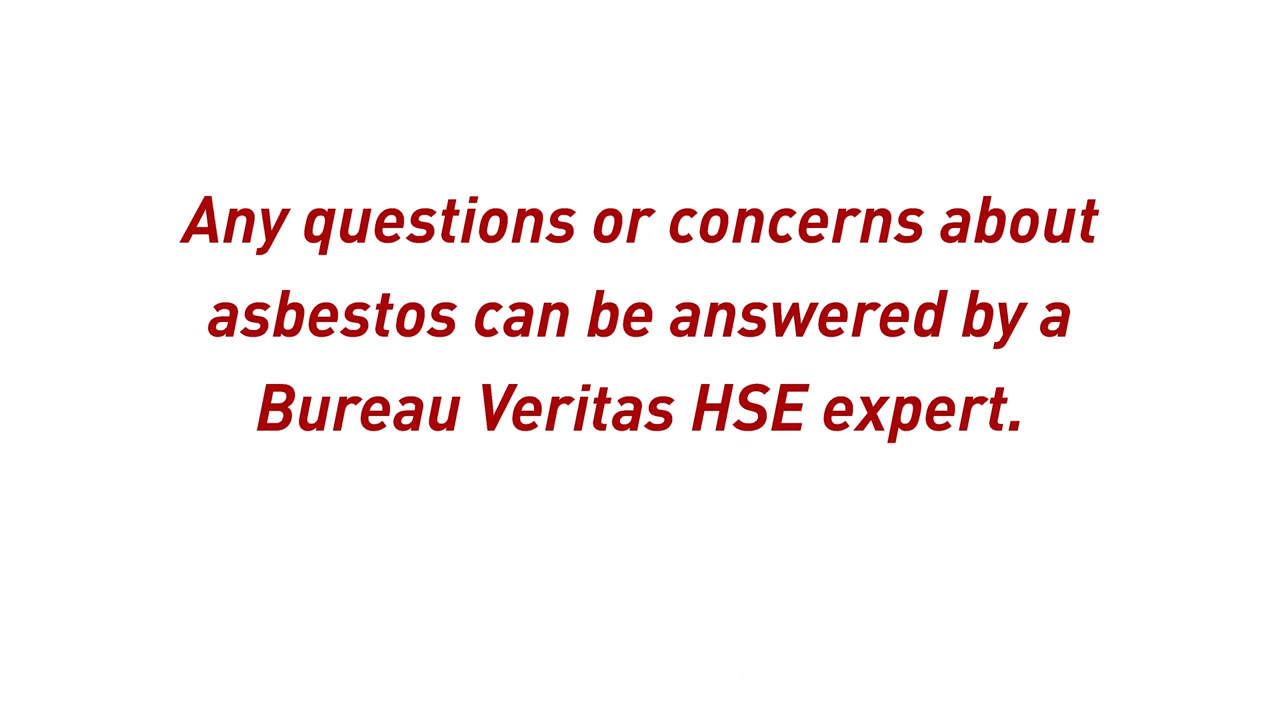 Any questions or concerns about
asbestos can be answered by a
Bureau Veritas HSE expert.